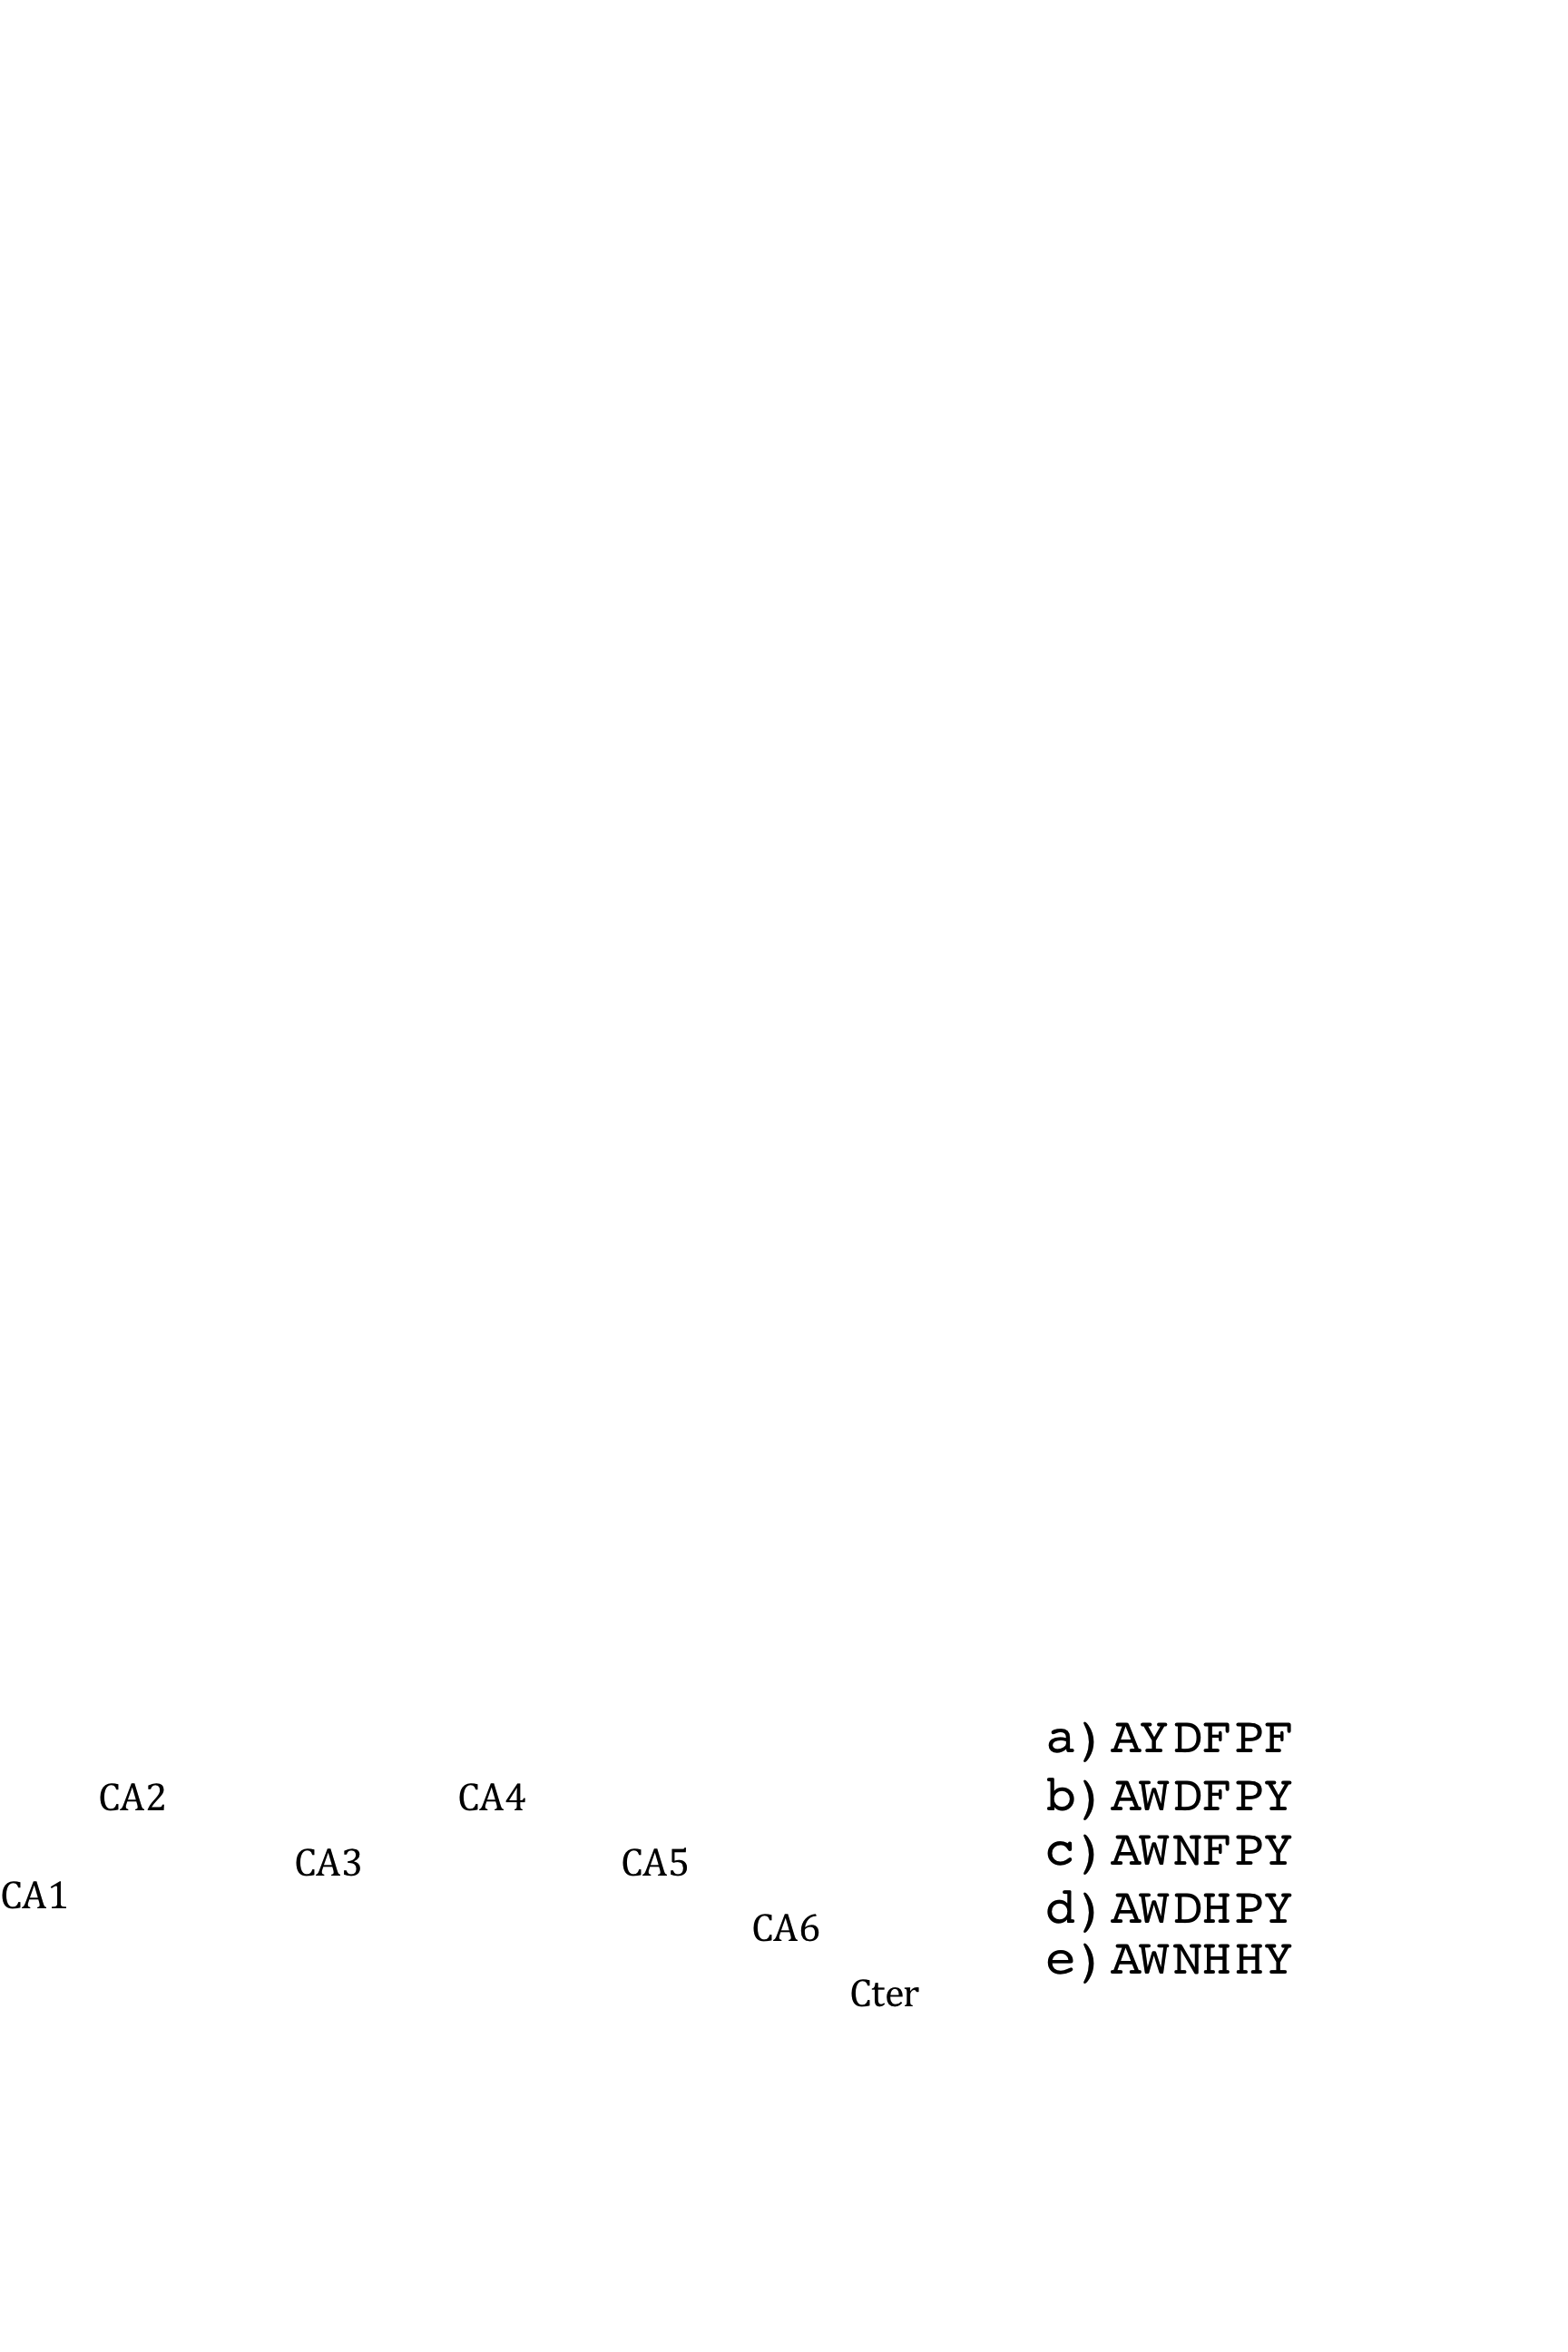 CA2
CA4
CA3
CA5
CA1
CA6
Cter
a) AYDFPF
b) AWDFPY
c) AWNFPY
d) AWDHPY
e) AWNHHY